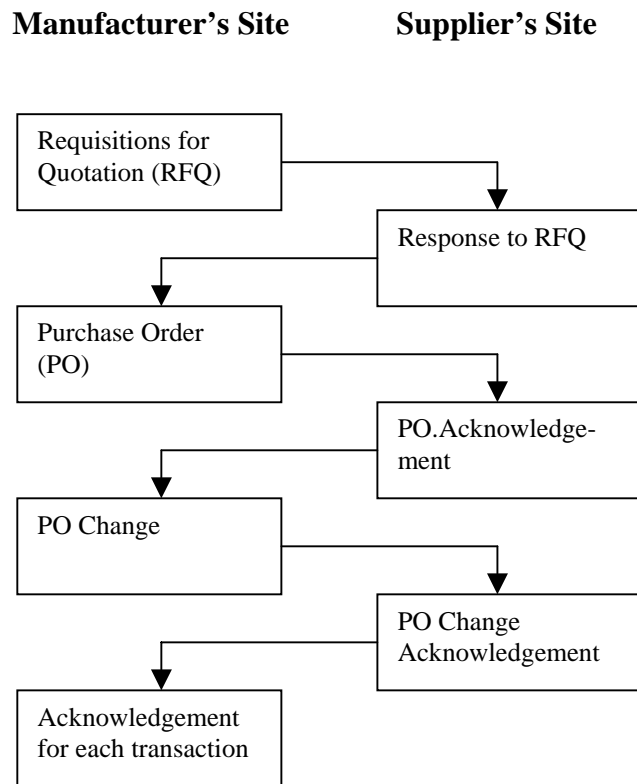 Manufacturer's Site Supplier's Site
Requisitions for
Quotation (RFQ)
Response to RFQ
Purchase Order
(PO)
PO.Acknowledge-
ment
PO Change
PO Change
Acknowledgement
Acknowledgement
for each transaction